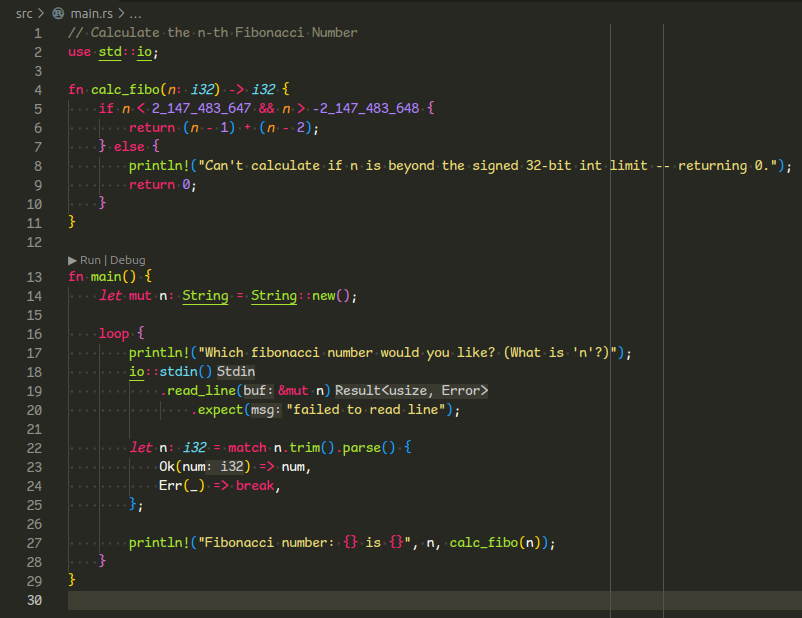 src > main.rs > ...
1 // Calculate the n-th Fibonacci Number
2 use std::io;
3
4 fn calc_fibo(n: i32) -> i32 {
5     if n < 2_147_483_647 && n > -2_147_483_648 {
6         return (n - 1) + (n - 2);
7     } else {
8         println!("Can't calculate if n is beyond the signed 32-bit int limit -- returning 0.");
9         return 0;
10     }
11 }
12
▶ Run | Debug
13 fn main() {
14     let mut n: String = String::new();
15
16     loop {
17         println!("Which fibonacci number would you like? (What is 'n'?)");
18         io::stdin() Stdin
19             .read_line(buf: &mut n) Result<usize, Error>
20                 .expect(msg: "failed to read line");
21
22         let n: i32 = match n.trim().parse() {
23             Ok(num: i32) => num,
24             Err(_) => break,
25         };
26
27         println!("Fibonacci number: {} is {}", n, calc_fibo(n));
28     }
29 }
30